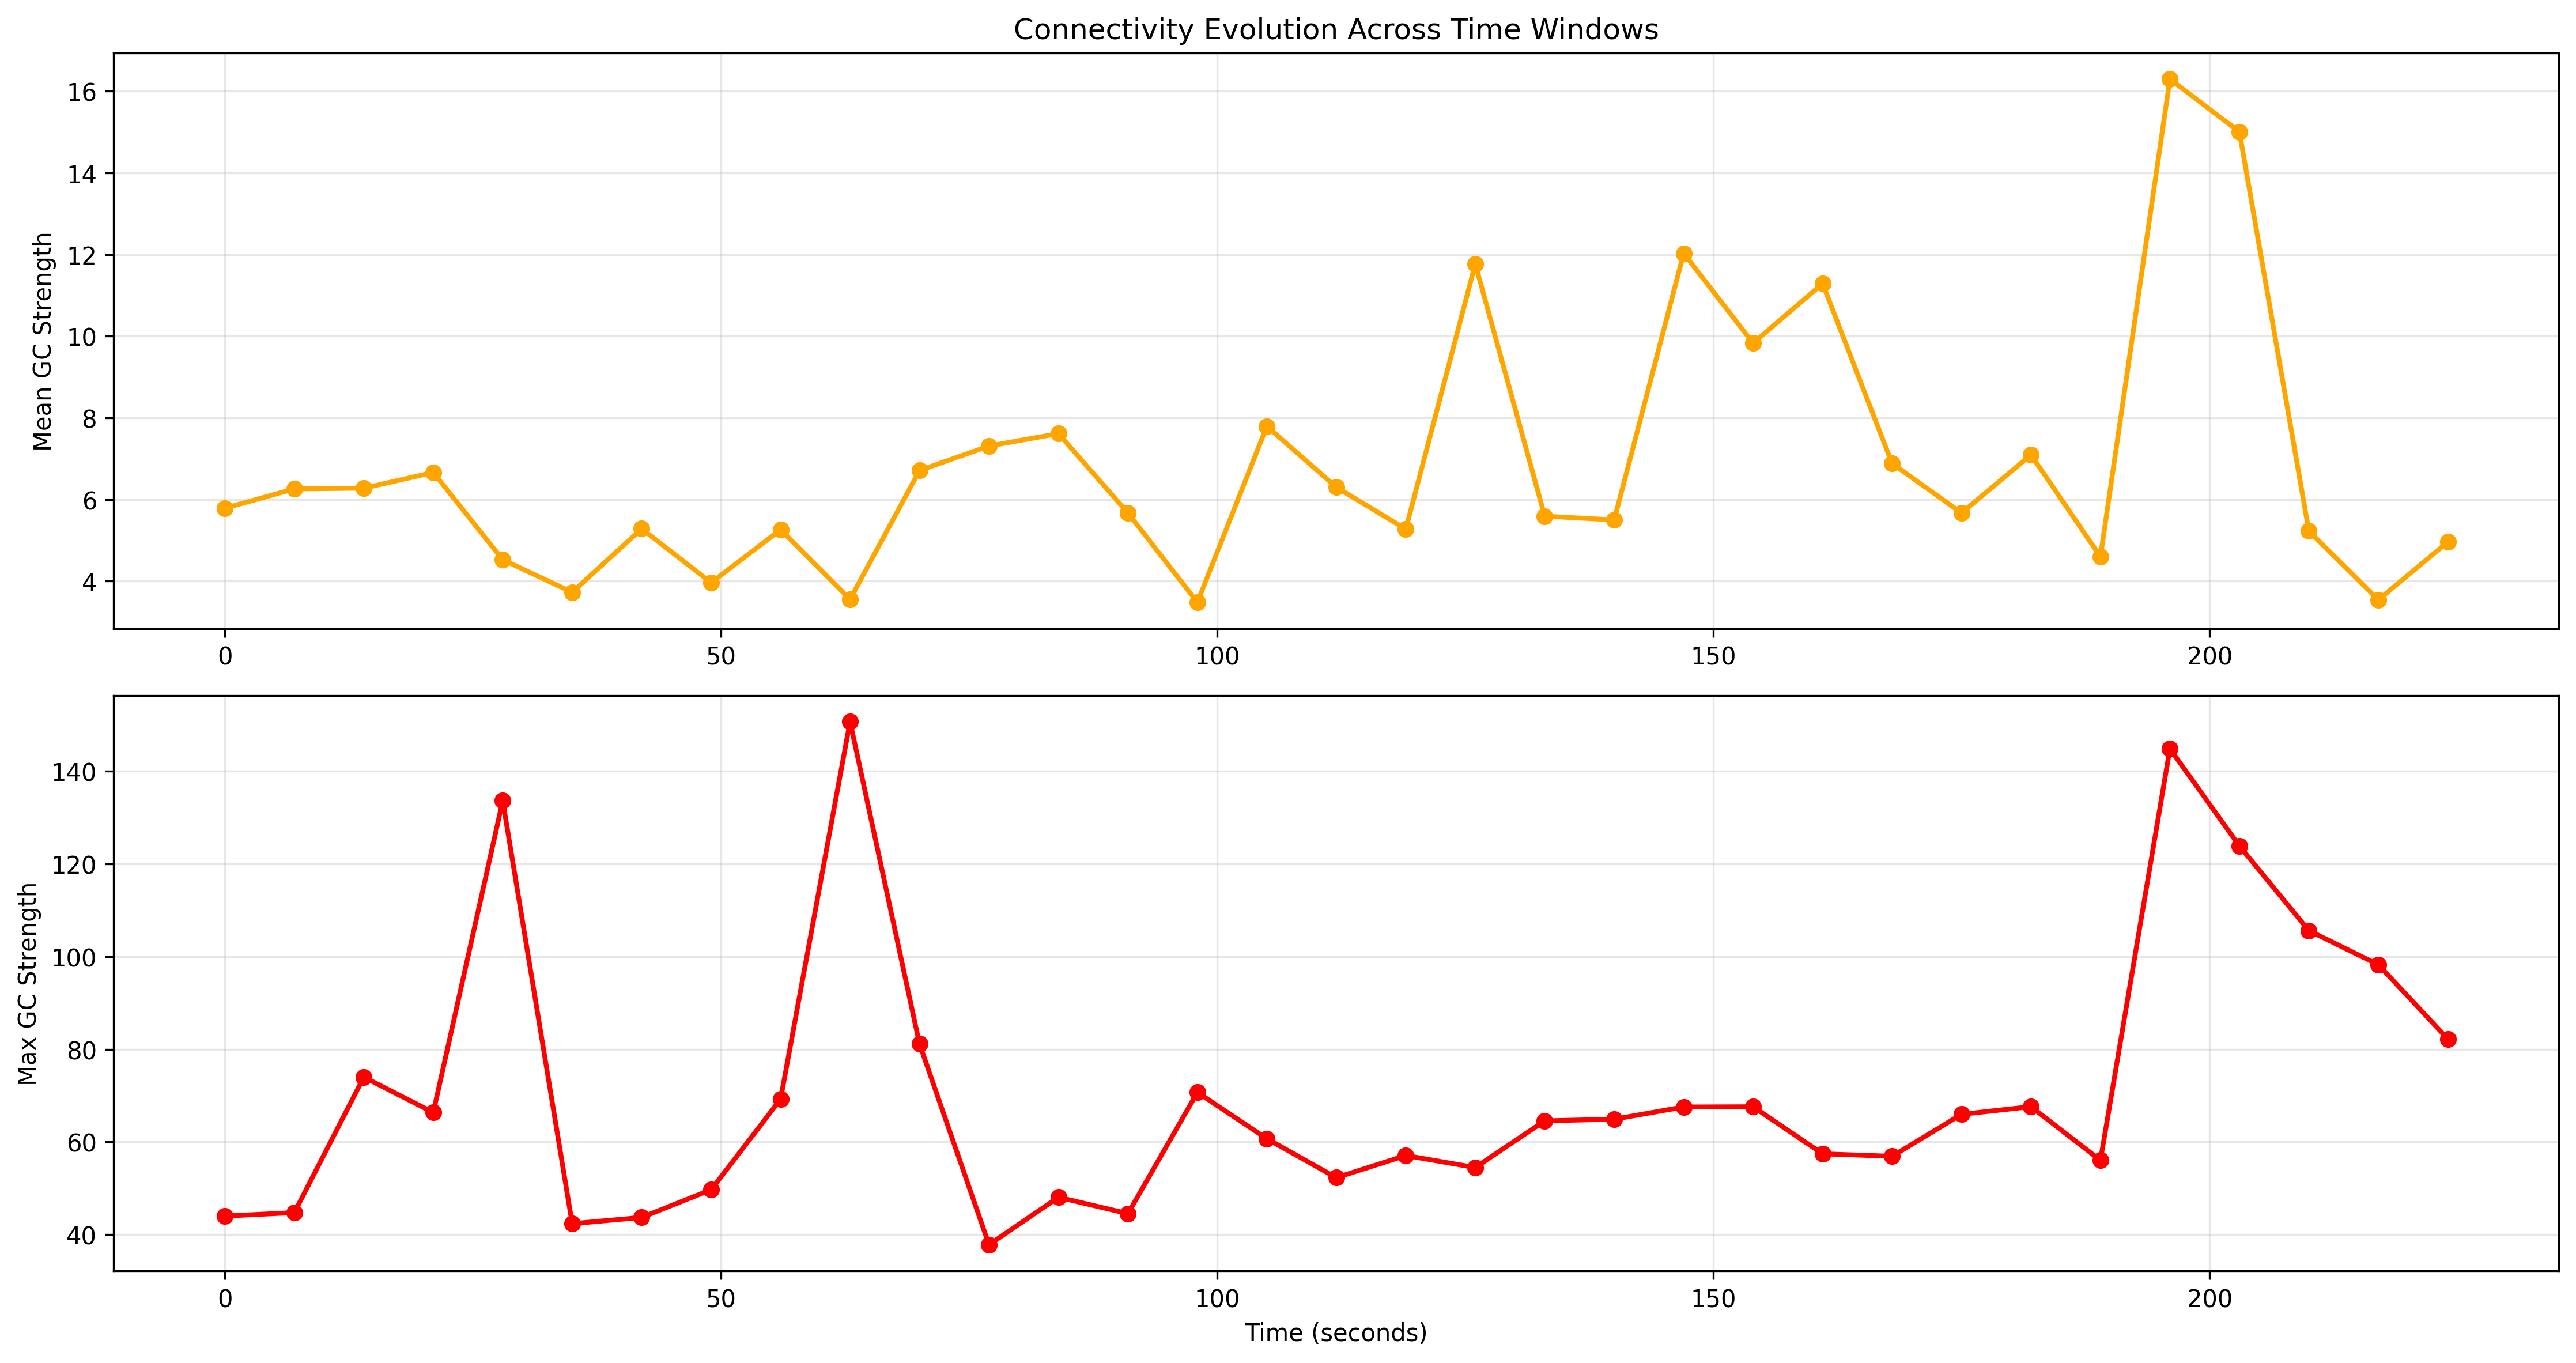 Connectivity Evolution Across Time Windows
Mean GC Strength
16
14
12
10
8
6
4
0 50 100 150 200
Max GC Strength
140
120
100
80
60
40
0 50 100 150 200
Time (seconds)